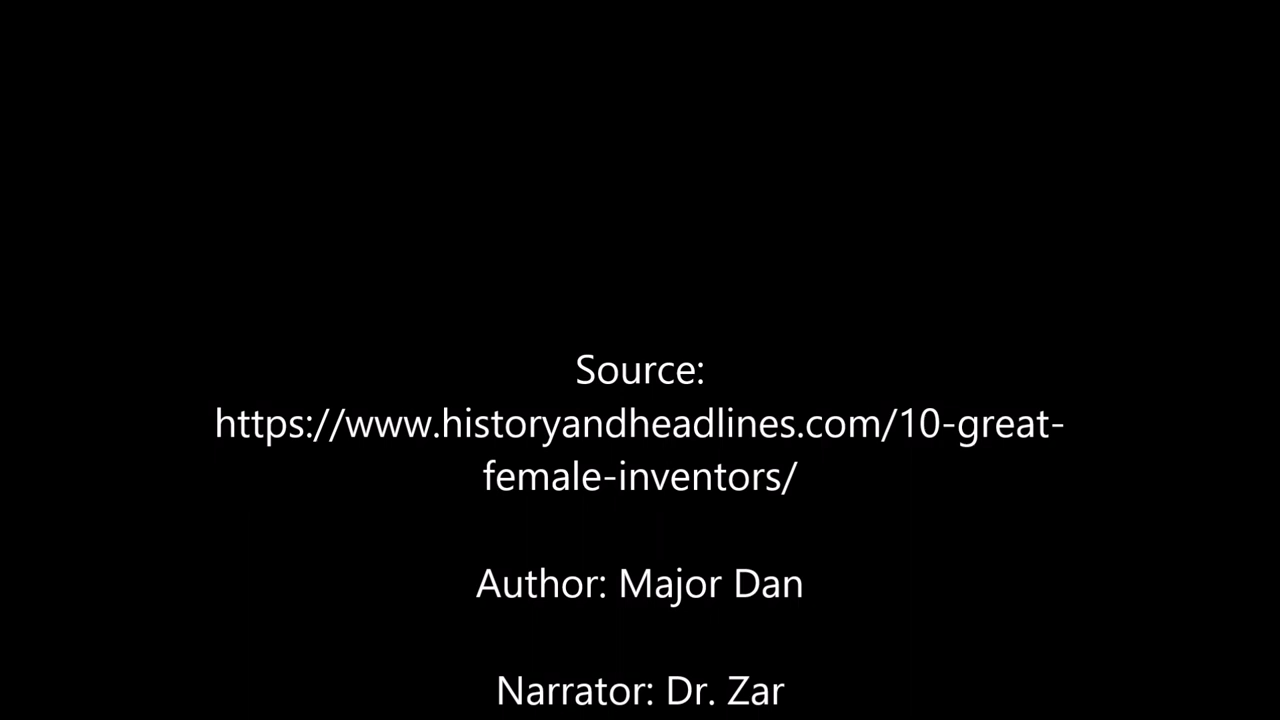 Source:
https://www.historyandheadlines.com/10-great-
female-inventors/
Author: Major Dan
Narrator: Dr. Zar